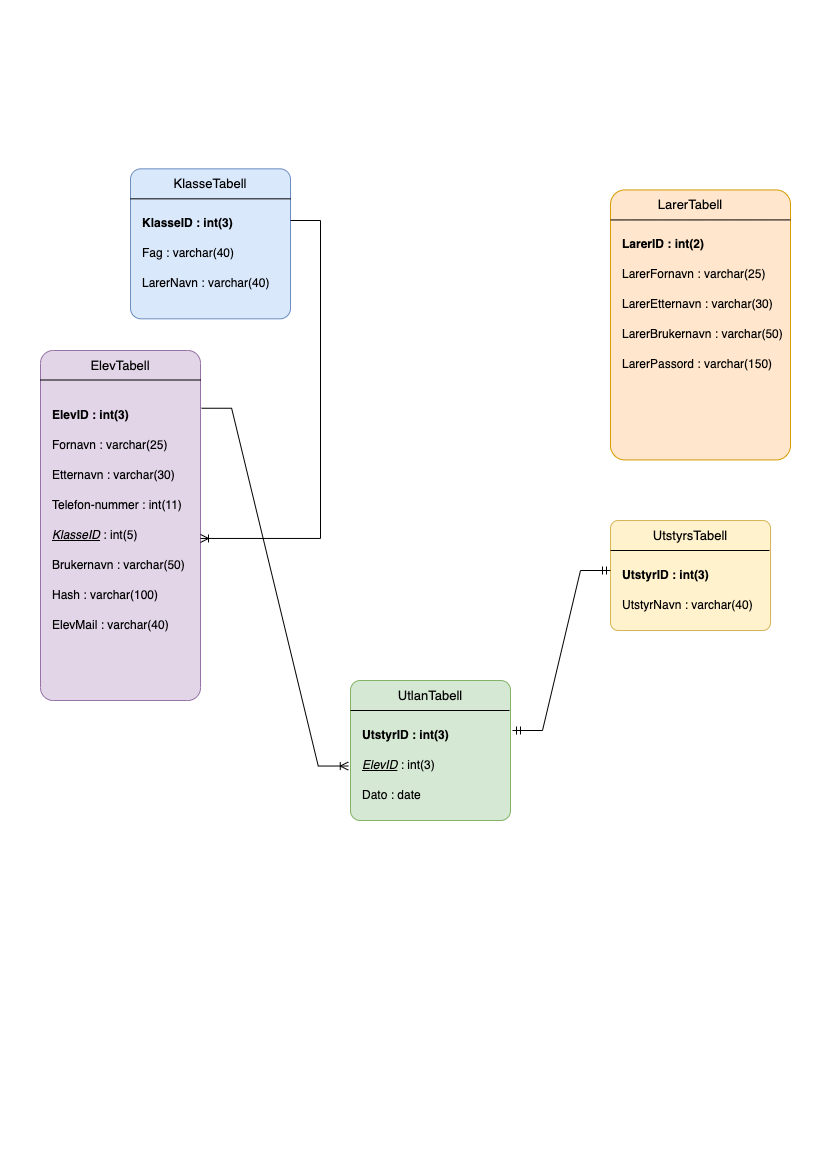 KlasseTabell
KlasseID : int(3)
Fag : varchar(40)
LarerNavn : varchar(40)
LarerTabell
LarerID : int(2)
LarerFornavn : varchar(25)
LarerEtternavn : varchar(30)
LarerBrukernavn : varchar(50)
LarerPassord : varchar(150)
ElevTabell
ElevID : int(3)
Fornavn : varchar(25)
Etternavn : varchar(30)
Telefon-nummer : int(11)
KlasseID : int(5)
Brukernavn : varchar(50)
Hash : varchar(100)
ElevMail : varchar(40)
UtstyrsTabell
UtstyrID : int(3)
UtstyrNavn : varchar(40)
UtlanTabell
UtstyrID : int(3)
ElevID : int(3)
Dato : date